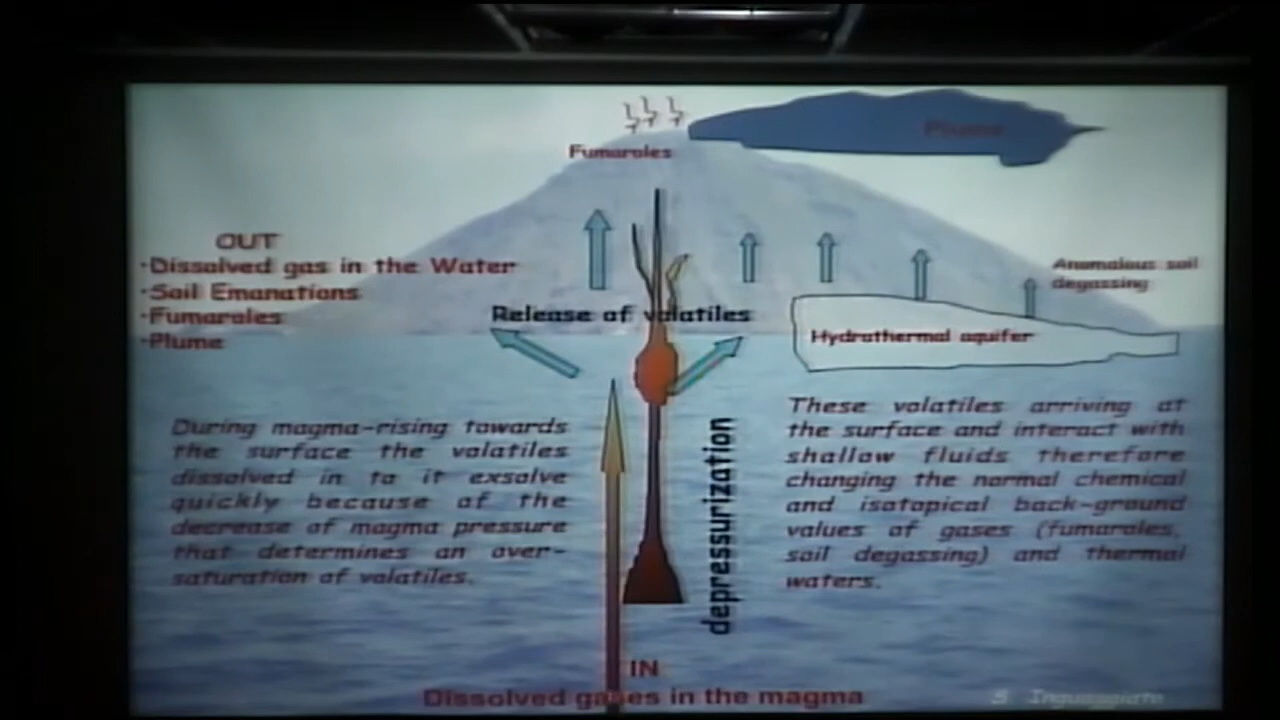 Plume
Fumaroles
OUT
·Dissolved gas in the Water
·Soil Emanations
·Fumaroles
·Plume
Anomalous soil
degassing
Release of volatiles
Hydrothermal aquifer
During magma-rising towards
the surface the volatiles
dissolved in to it exsolve
quickly because of the
decrease of magma pressure
that determines an over-
saturation of volatiles.
depressurization
These volatiles arriving at
the surface and interact with
shallow fluids therefore
changing the normal chemical
and isotopical back-ground
values of gases (fumaroles,
soil degassing) and thermal
waters.
IN
Dissolved gases in the magma
S. Inguaggiato